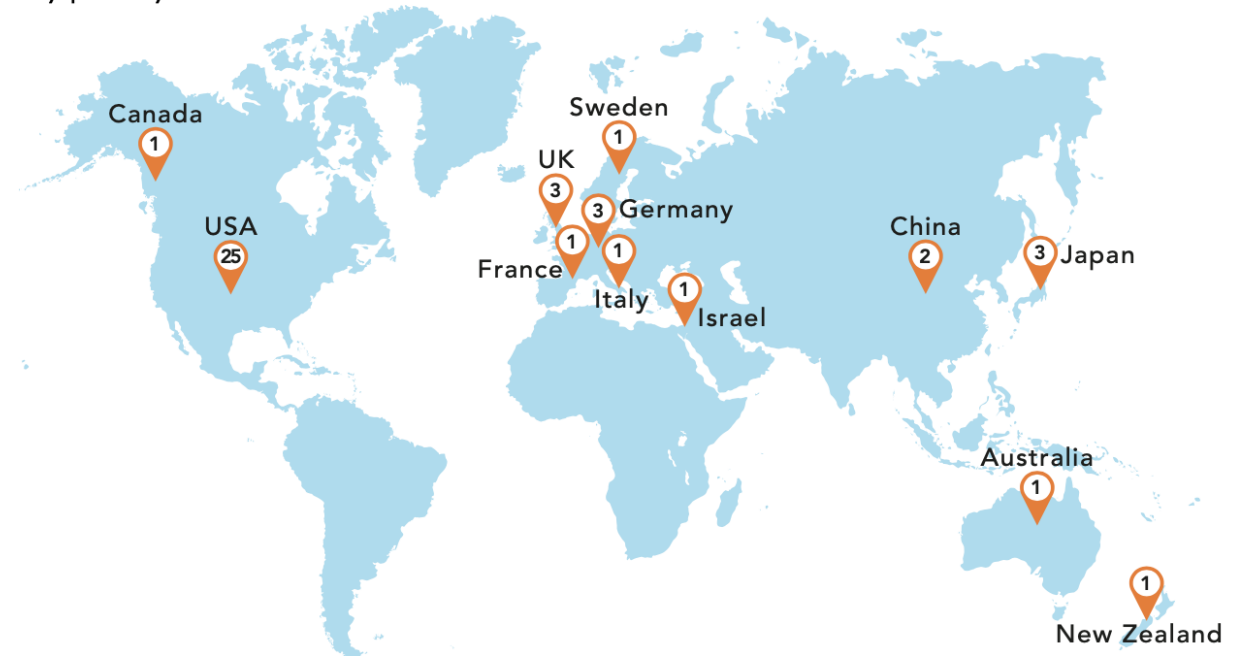 Canada
1
USA
25
Sweden
1
UK
3
3
Germany
1
France
1
Italy
1
Israel
China
2
3
Japan
Australia
1
1
New Zealand